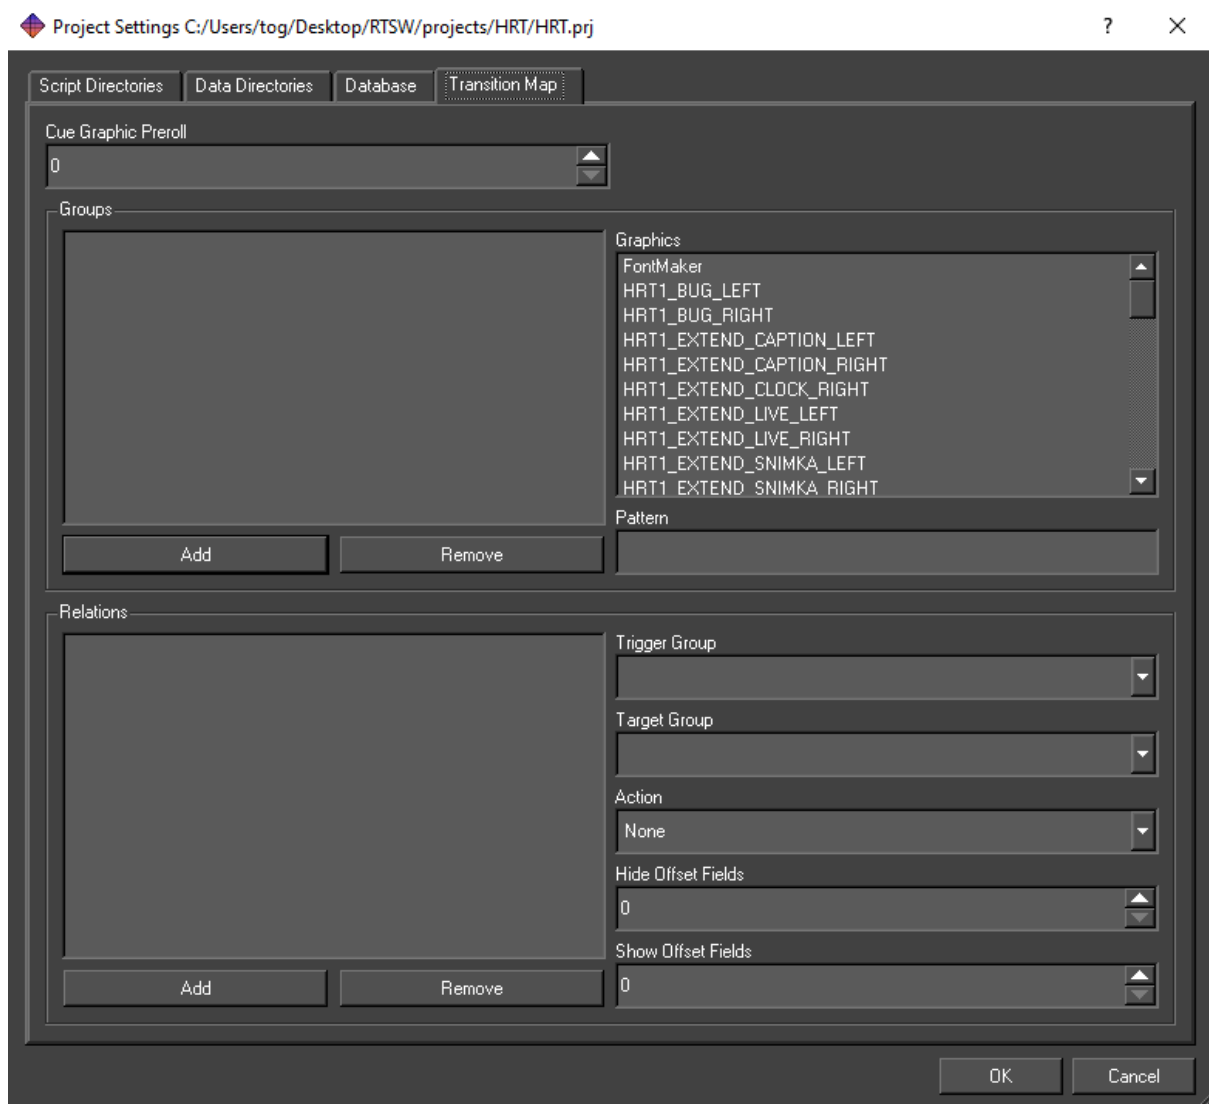 Project Settings C:/Users/tog/Desktop/RTSW/projects/HRT/HRT.prj
Script Directories Data Directories Database Transition Map
Cue Graphic Preroll
0
Groups
Graphics
FontMaker
HRT1_BUG_LEFT
HRT1_BUG_RIGHT
HRT1_EXTEND_CAPTION_LEFT
HRT1_EXTEND_CAPTION_RIGHT
HRT1_EXTEND_CLOCK_RIGHT
HRT1_EXTEND_LIVE_LEFT
HRT1_EXTEND_LIVE_RIGHT
HRT1_EXTEND_SNIMKA_LEFT
HRT1_EXTEND_SNIMKA_RIGHT
Pattern
Add Remove
Relations
Trigger Group
Target Group
Action
None
Hide Offset Fields
0
Show Offset Fields
0
Add Remove
OK Cancel